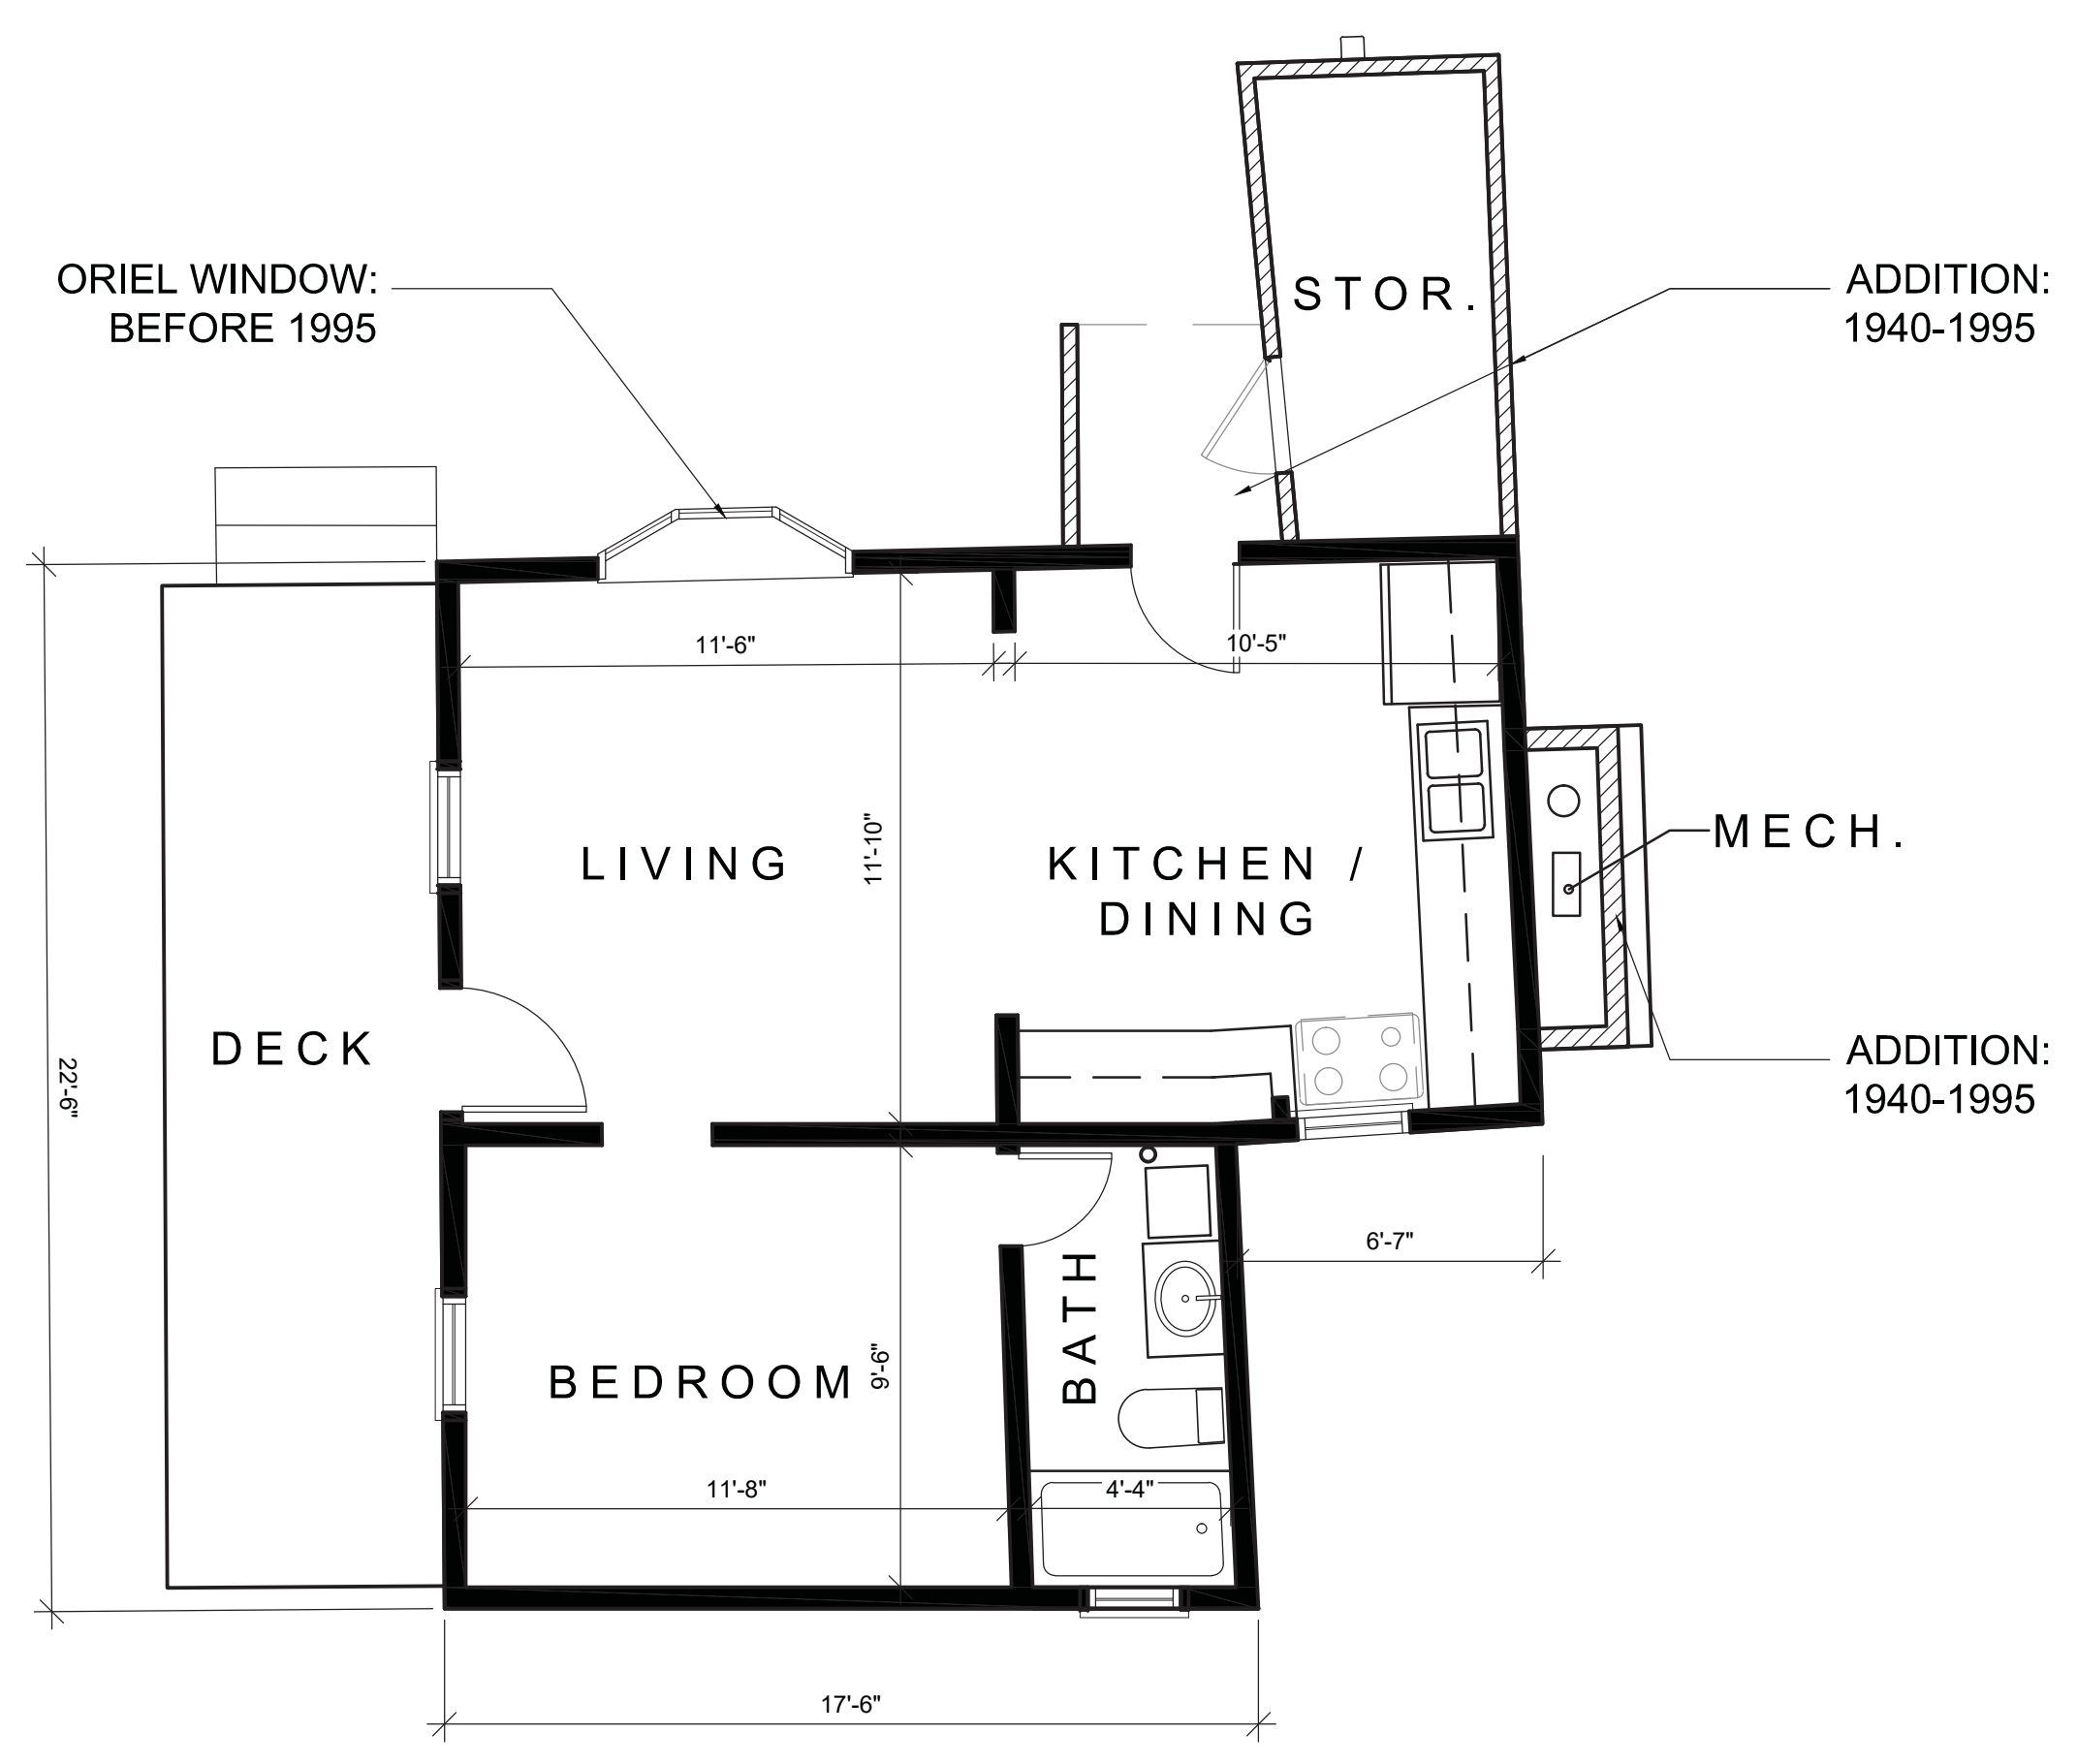 ORIEL WINDOW:
BEFORE 1995
STOR.
ADDITION:
1940-1995
11'-6"
10'-5"
LIVING
11'-10"
KITCHEN /
DINING
MECH.
DECK
22'-6"
ADDITION:
1940-1995
6'-7"
BATH
BEDROOM
9'-6"
11'-8"
4'-4"
17'-6"